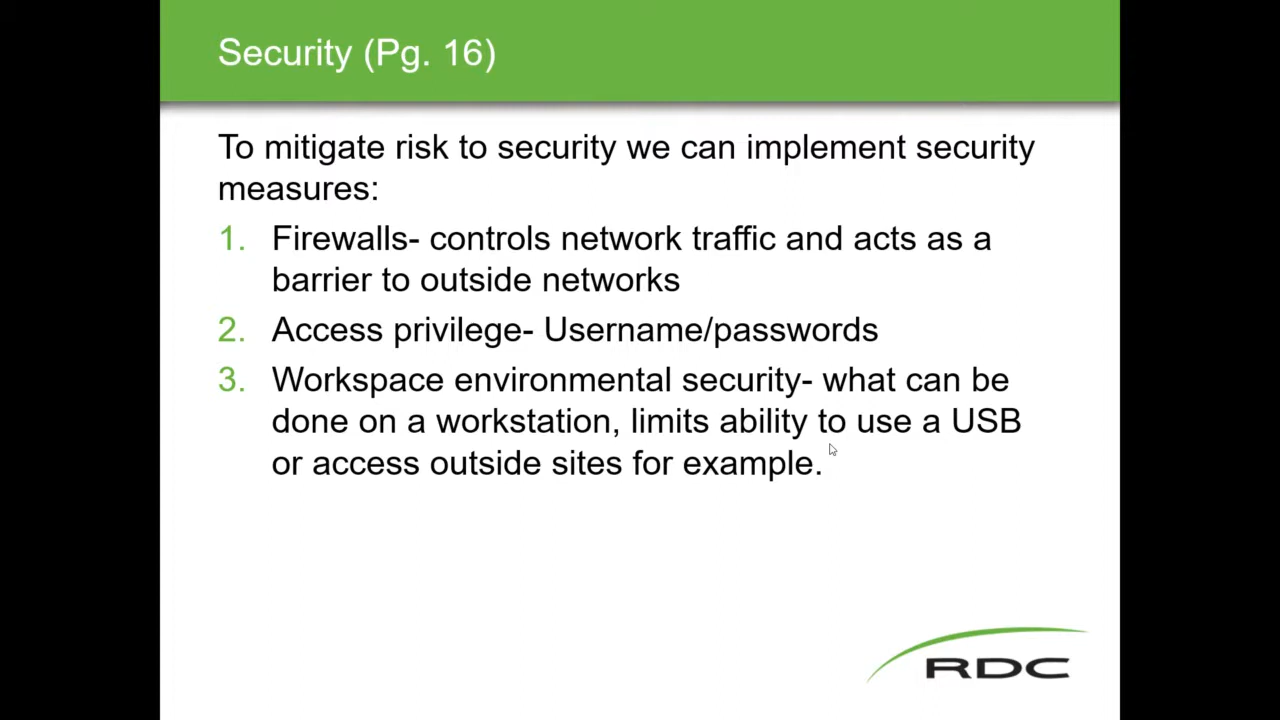 Security (Pg. 16)
To mitigate risk to security we can implement security
measures:
1. Firewalls- controls network traffic and acts as a
barrier to outside networks
2. Access privilege- Username/passwords
3. Workspace environmental security- what can be
done on a workstation, limits ability to use a USB
or access outside sites for example.
RDC